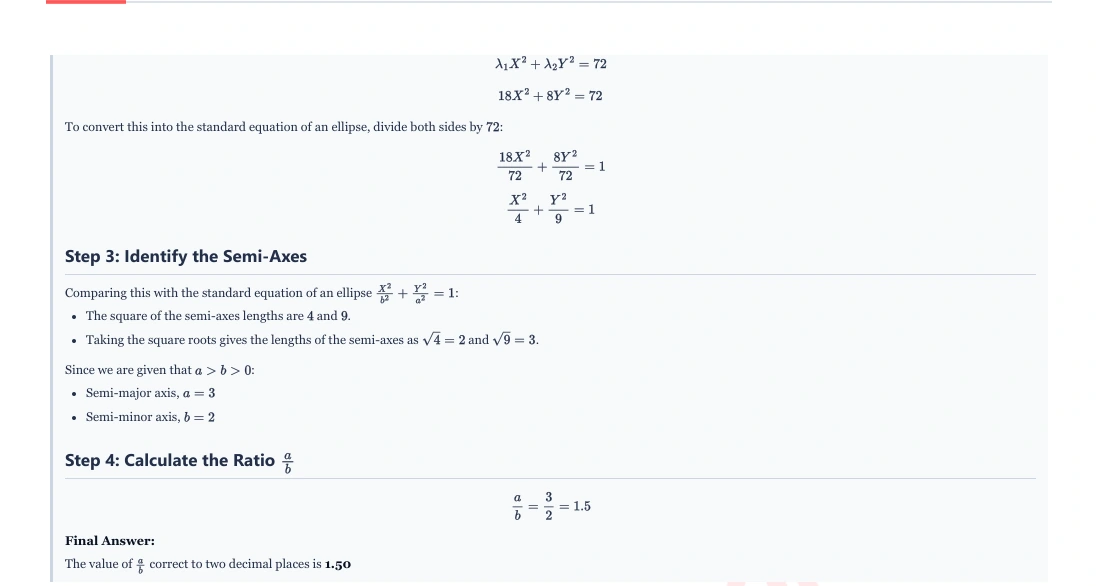 λ₁X² + λ₂Y² = 72
18X² + 8Y² = 72
To convert this into the standard equation of an ellipse, divide both sides by 72:
18X²/72 + 8Y²/72 = 1
X²/4 + Y²/9 = 1
Step 3: Identify the Semi-Axes
Comparing this with the standard equation of an ellipse X²/b² + Y²/a² = 1:
• The square of the semi-axes lengths are 4 and 9.
• Taking the square roots gives the lengths of the semi-axes as √4 = 2 and √9 = 3.
Since we are given that a > b > 0:
• Semi-major axis, a = 3
• Semi-minor axis, b = 2
Step 4: Calculate the Ratio a/b
a/b = 3/2 = 1.5
Final Answer:
The value of a/b correct to two decimal places is 1.50